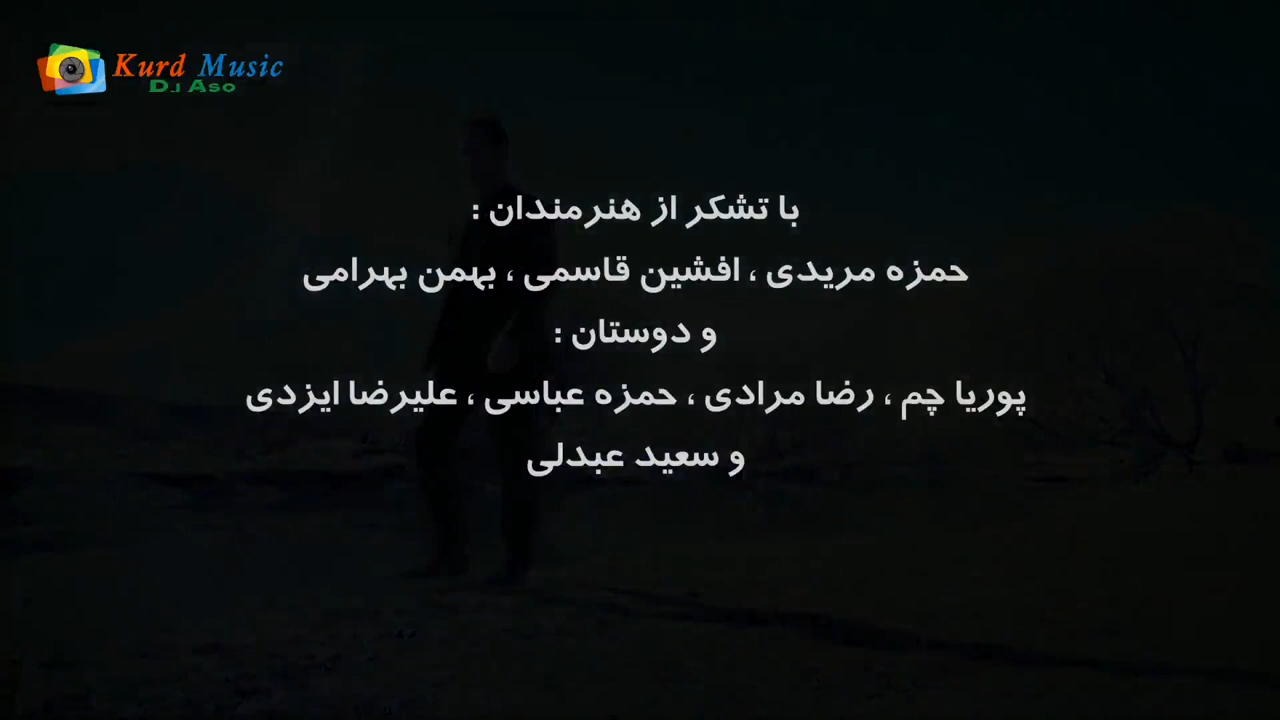 Kurd Music
Dj Aso
با تشکر از هنرمندان :
حمزه مریدی ، افشین قاسمی ، بهمن بهرامی
و دوستان :
پوریا چم ، رضا مرادی ، حمزه عباسی ، علیرضا ایزدی
و سعید عبدلی